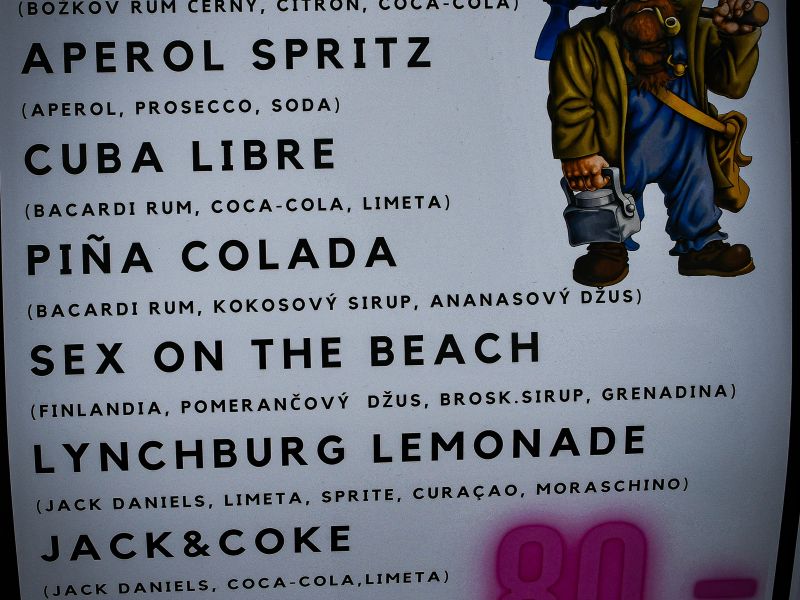 (BOŽKOV RUM ČERNÝ, CITRON, COCA-COLA)
APEROL SPRITZ
(APEROL, PROSECCO, SODA)
CUBA LIBRE
(BACARDI RUM, COCA-COLA, LIMETA)
PIÑA COLADA
(BACARDI RUM, KOKOSOVÝ SIRUP, ANANASOVÝ DŽUS)
SEX ON THE BEACH
(FINLANDIA, POMERANČOVÝ DŽUS, BROSK.SIRUP, GRENADINA)
LYNCHBURG LEMONADE
(JACK DANIELS, LIMETA, SPRITE, CURAÇAO, MORASCHINO)
JACK&COKE
(JACK DANIELS, COCA-COLA,LIMETA)
80,-